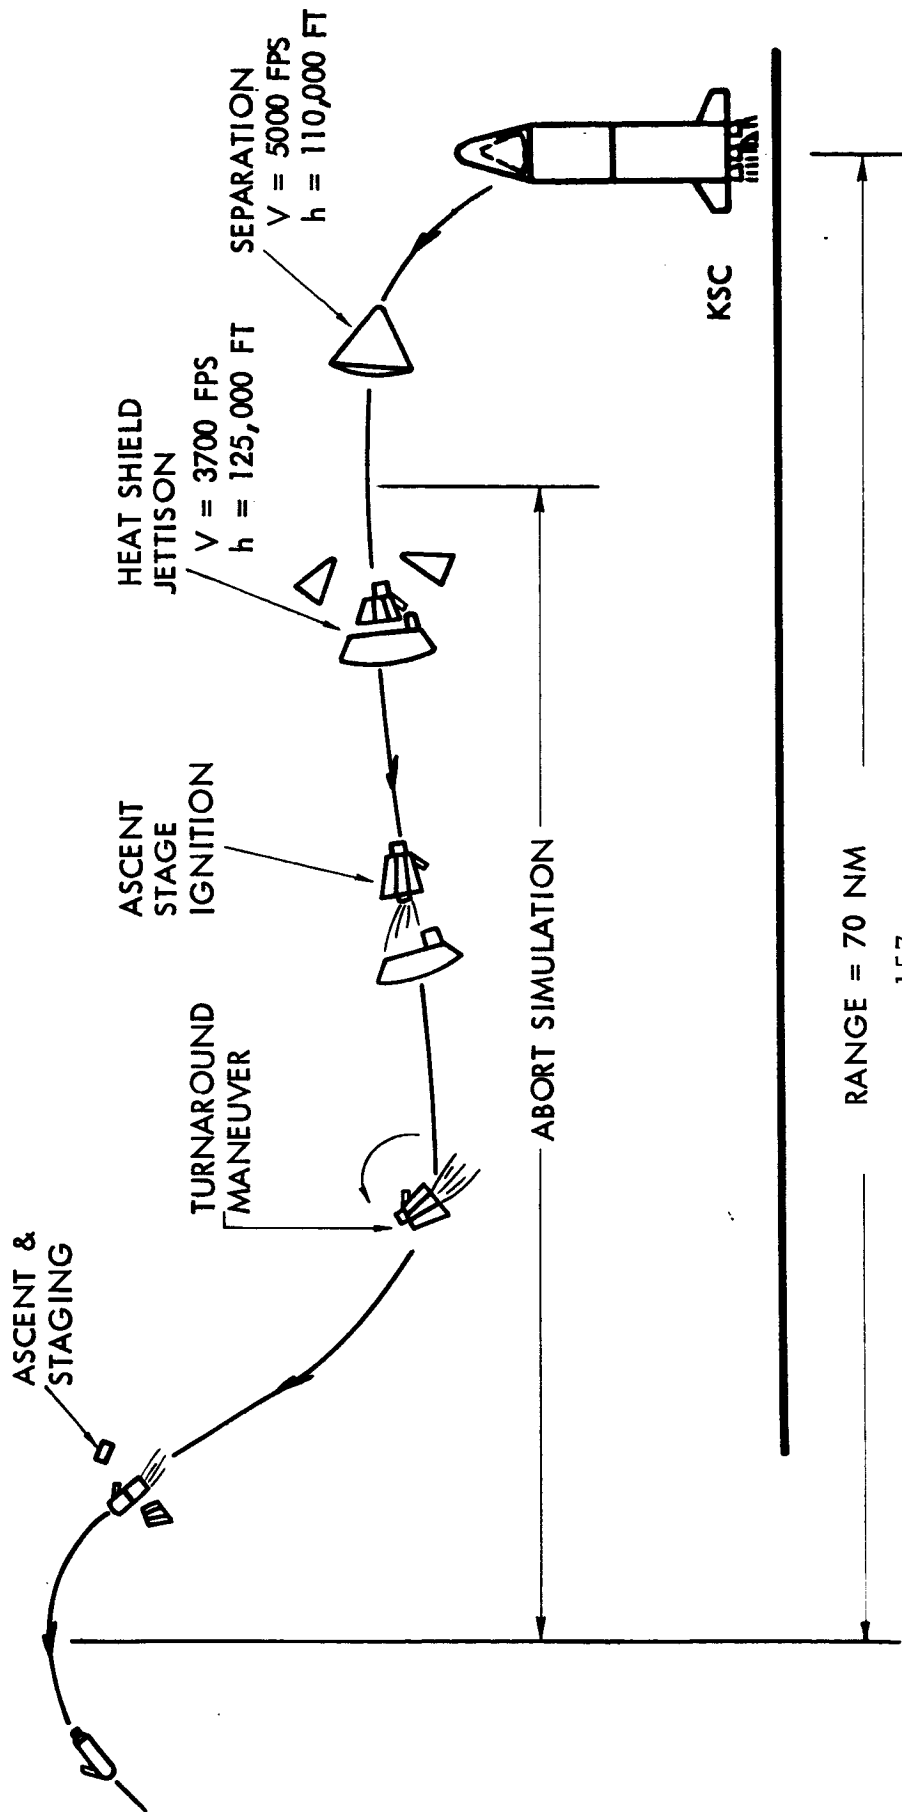 ASCENT &
STAGING
TURNAROUND
MANEUVER
ASCENT
STAGE
IGNITION
HEAT SHIELD
JETTISON
V = 3700 FPS
h = 125,000 FT
SEPARATION
V = 5000 FPS
h = 110,000 FT
KSC
ABORT SIMULATION
RANGE = 70 NM
157